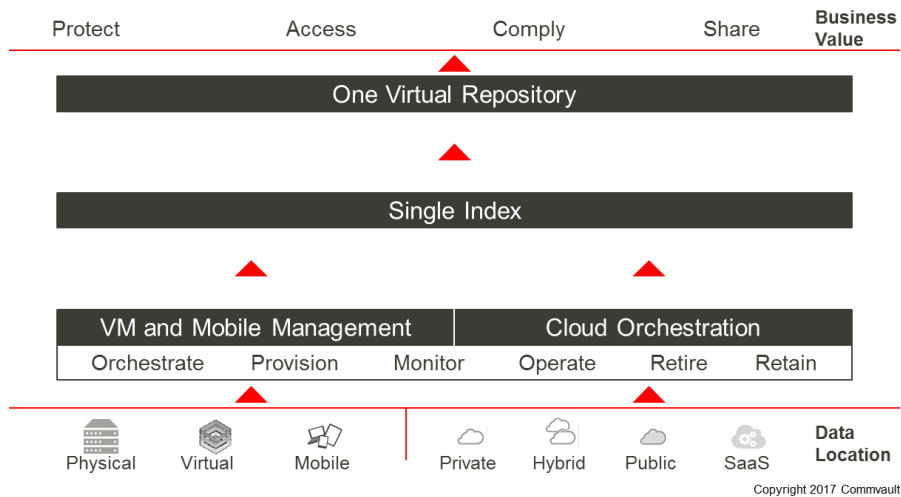 Protect Access Comply Share Business Value
One Virtual Repository
Single Index
VM and Mobile Management Cloud Orchestration
Orchestrate Provision Monitor Operate Retire Retain
Physical Virtual Mobile Private Hybrid Public SaaS Data Location
Copyright 2017 Commvault